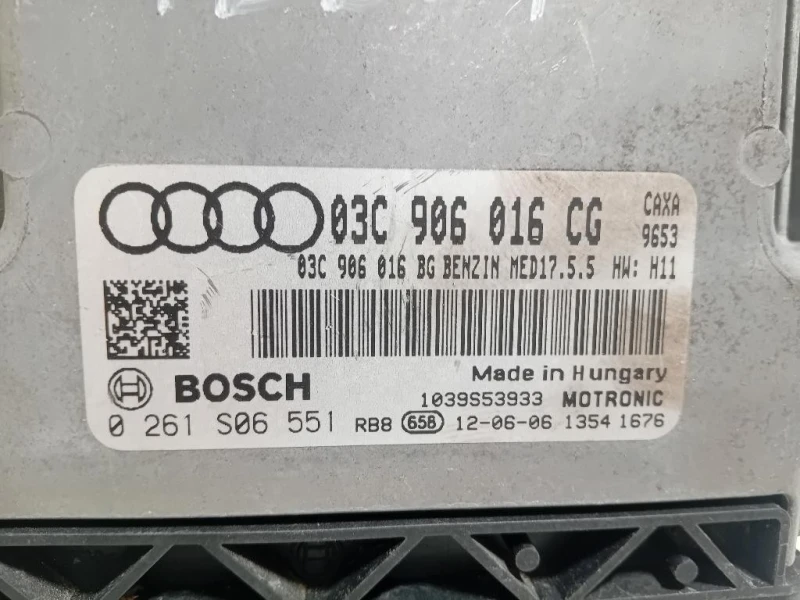 03C 906 016 CG CAXA
9653
03C 906 016 BG BENZIN MED17.5.5 HW: H11
BOSCH Made in Hungary
1039S53933 MOTRONIC
0 261 S06 551 RB8 658 12-06-06 1354 1676